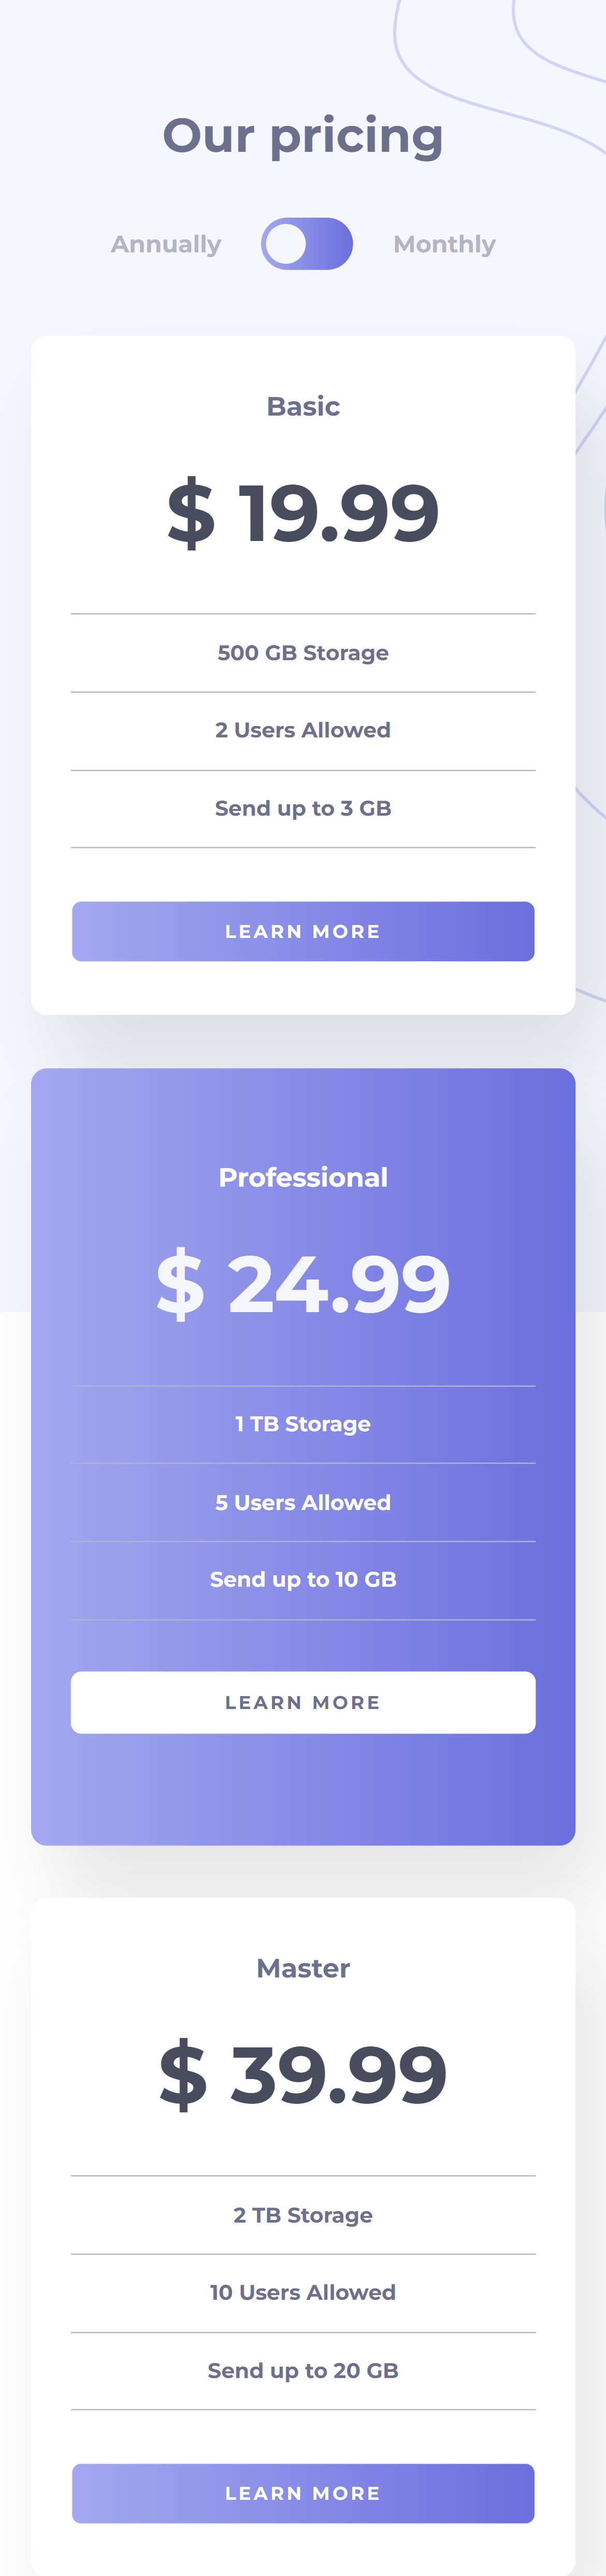 Our pricing
Annually Monthly
Basic
$ 19.99
500 GB Storage
2 Users Allowed
Send up to 3 GB
LEARN MORE
Professional
$ 24.99
1 TB Storage
5 Users Allowed
Send up to 10 GB
LEARN MORE
Master
$ 39.99
2 TB Storage
10 Users Allowed
Send up to 20 GB
LEARN MORE